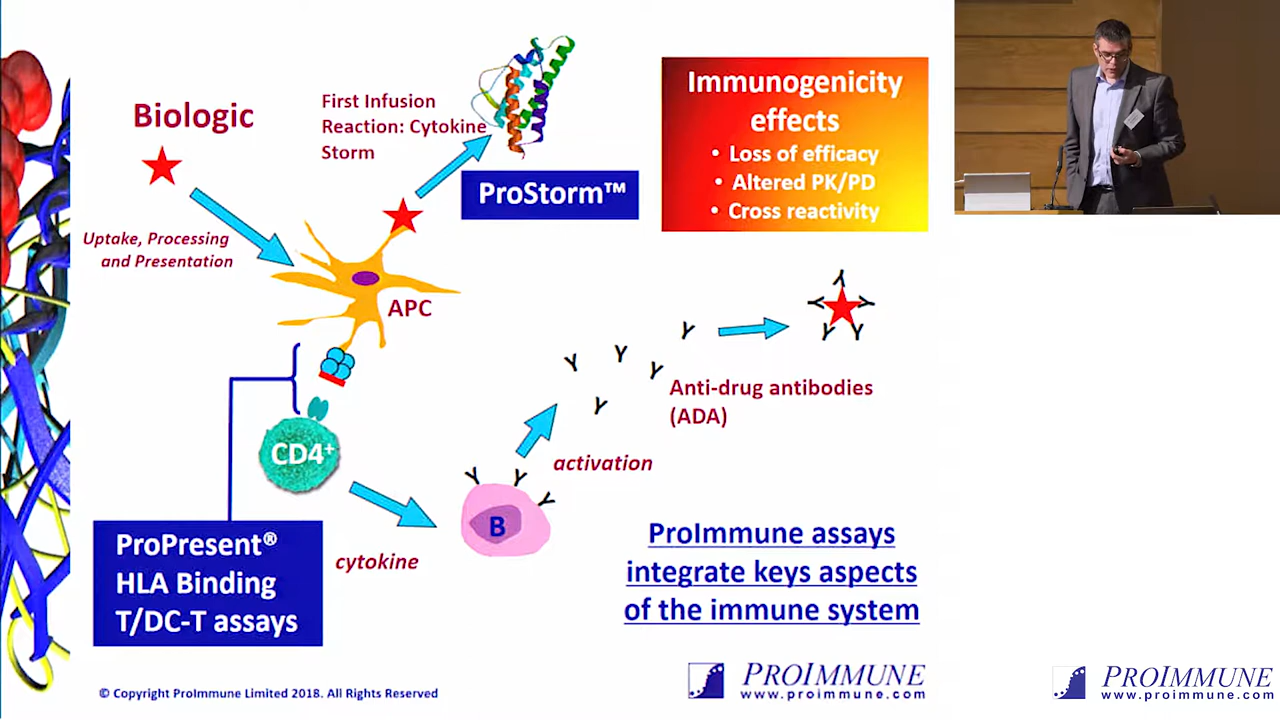 Biologic
First Infusion
Reaction: Cytokine
Storm
ProStorm™
Immunogenicity
effects
• Loss of efficacy
• Altered PK/PD
• Cross reactivity
Uptake, Processing
and Presentation
APC
CD4⁺
Anti-drug antibodies
(ADA)
activation
B
cytokine
ProPresent®
HLA Binding
T/DC-T assays
ProImmune assays
integrate keys aspects
of the immune system
© Copyright ProImmune Limited 2018. All Rights Reserved
PROIMMUNE
www.proimmune.com
PROIMMUNE
www.proimmune.com